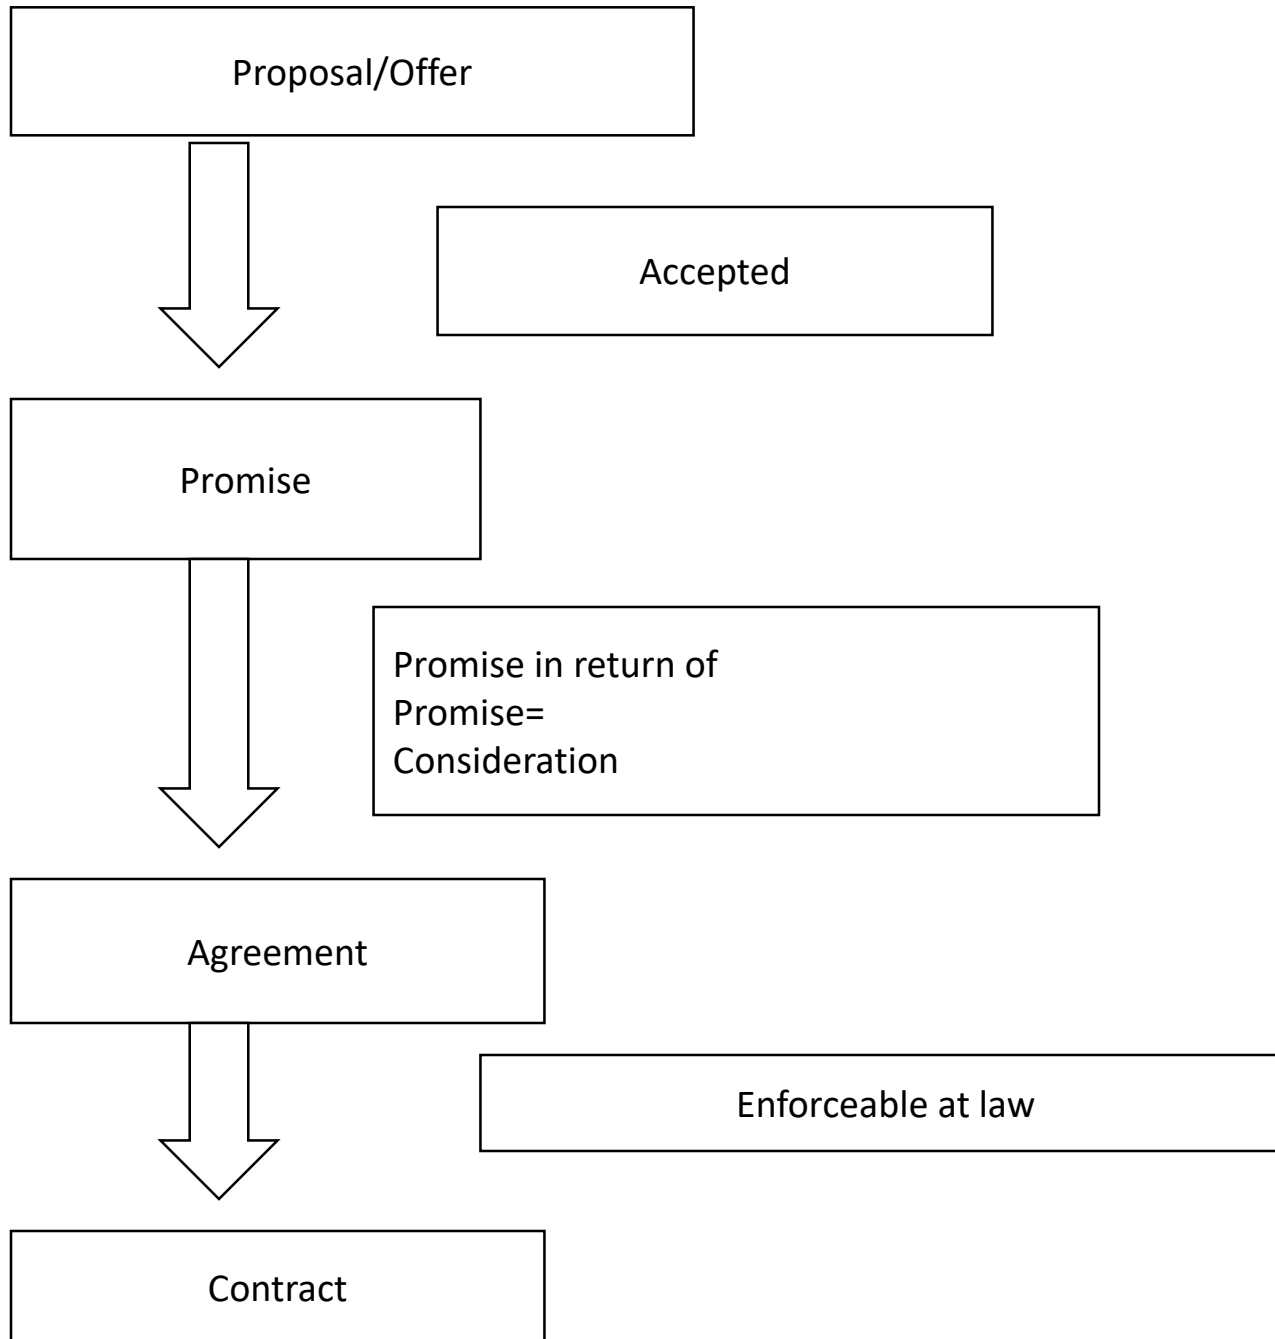 Proposal/Offer
Accepted
Promise
Promise in return of
Promise=
Consideration
Agreement
Enforceable at law
Contract